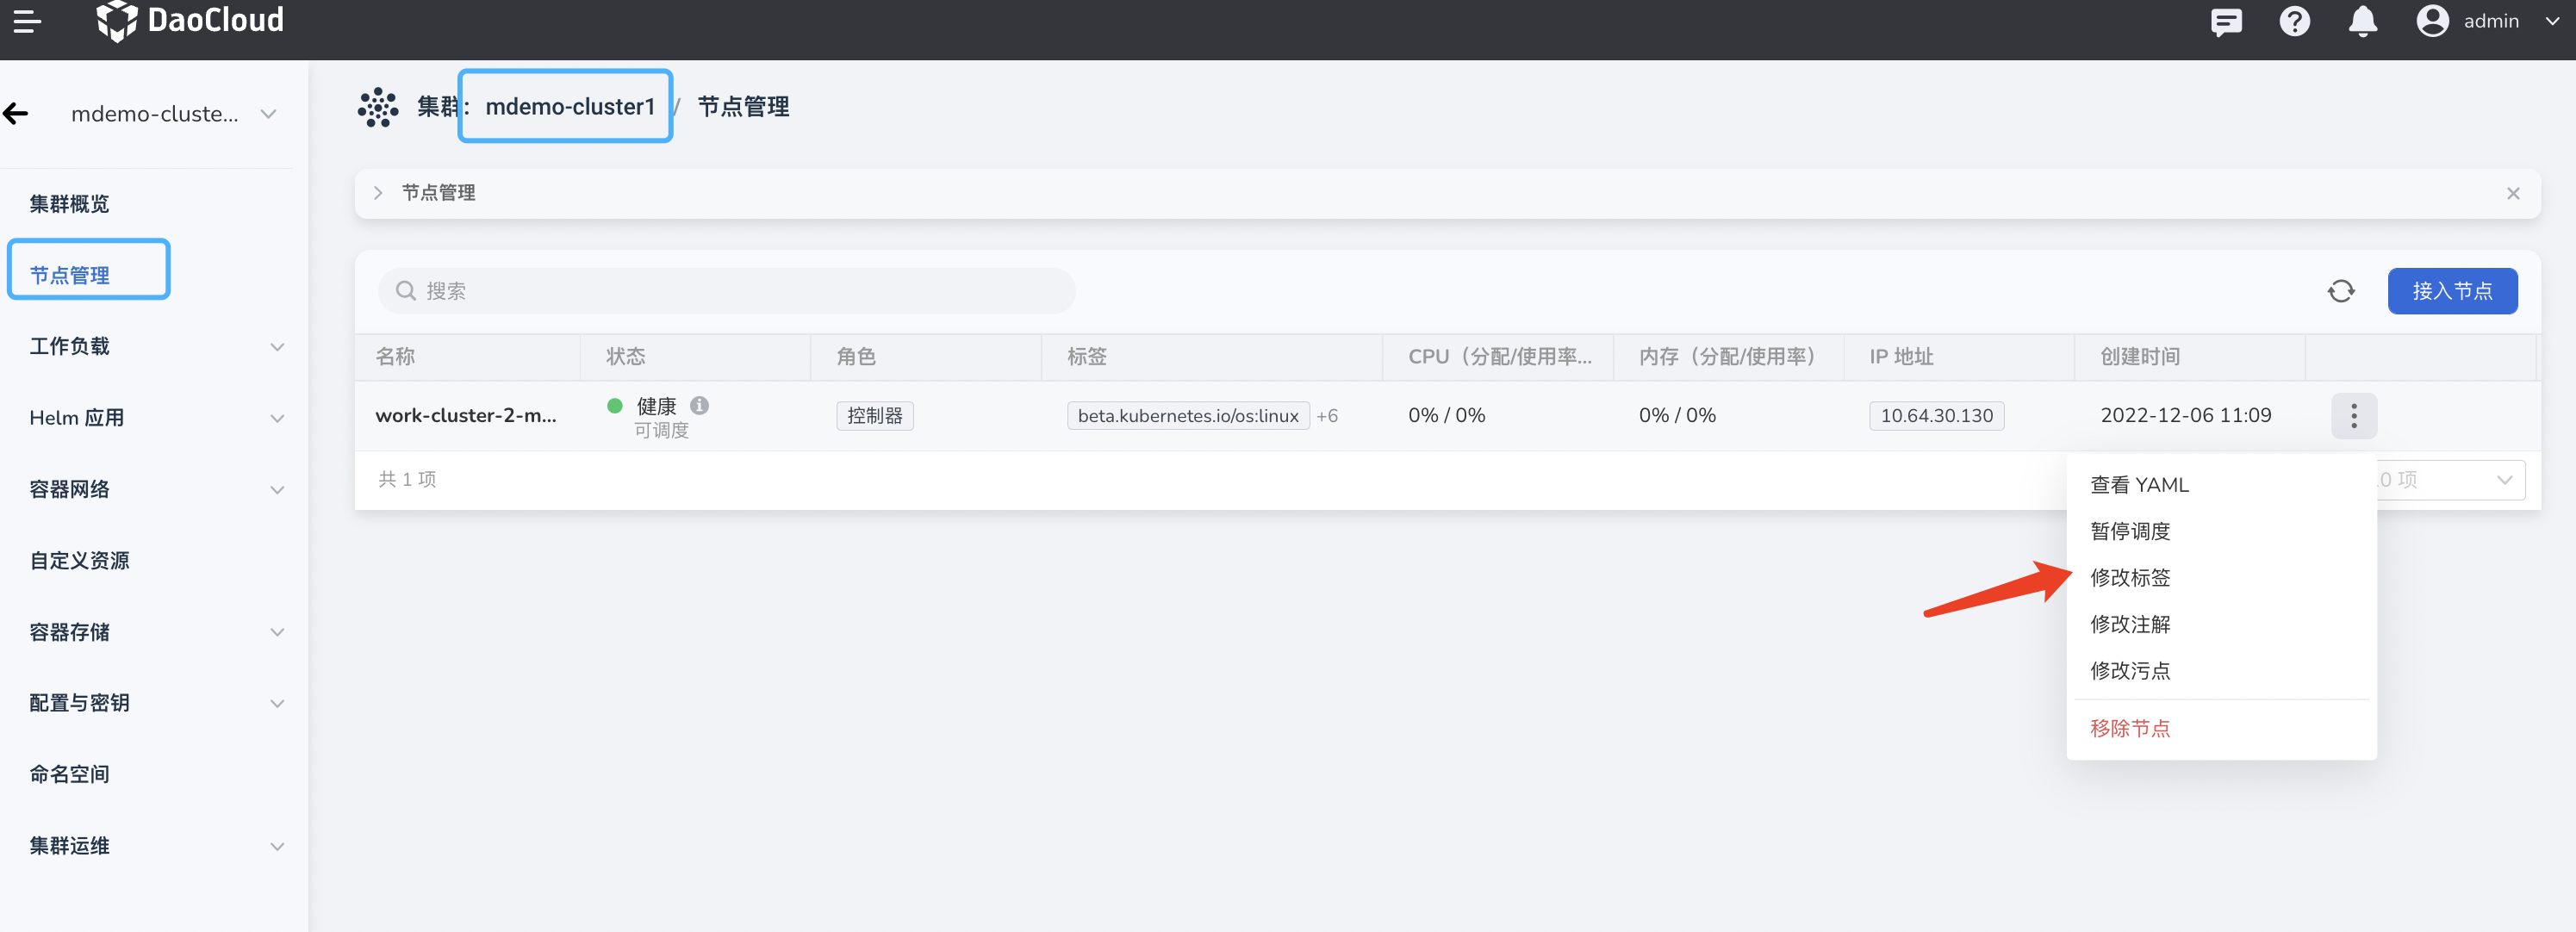 DaoCloud
admin
mdemo-cluste...
集群: mdemo-cluster1 / 节点管理
集群概览
节点管理
工作负载
Helm 应用
容器网络
自定义资源
容器存储
配置与密钥
命名空间
集群运维
节点管理
搜索
接入节点
名称 状态 角色 标签 CPU（分配/使用率... 内存（分配/使用率） IP 地址 创建时间
work-cluster-2-m... 健康 控制器 beta.kubernetes.io/os:linux +6 0% / 0% 0% / 0% 10.64.30.130 2022-12-06 11:09
可调度
共 1 项
0 项
查看 YAML
暂停调度
修改标签
修改注解
修改污点
移除节点